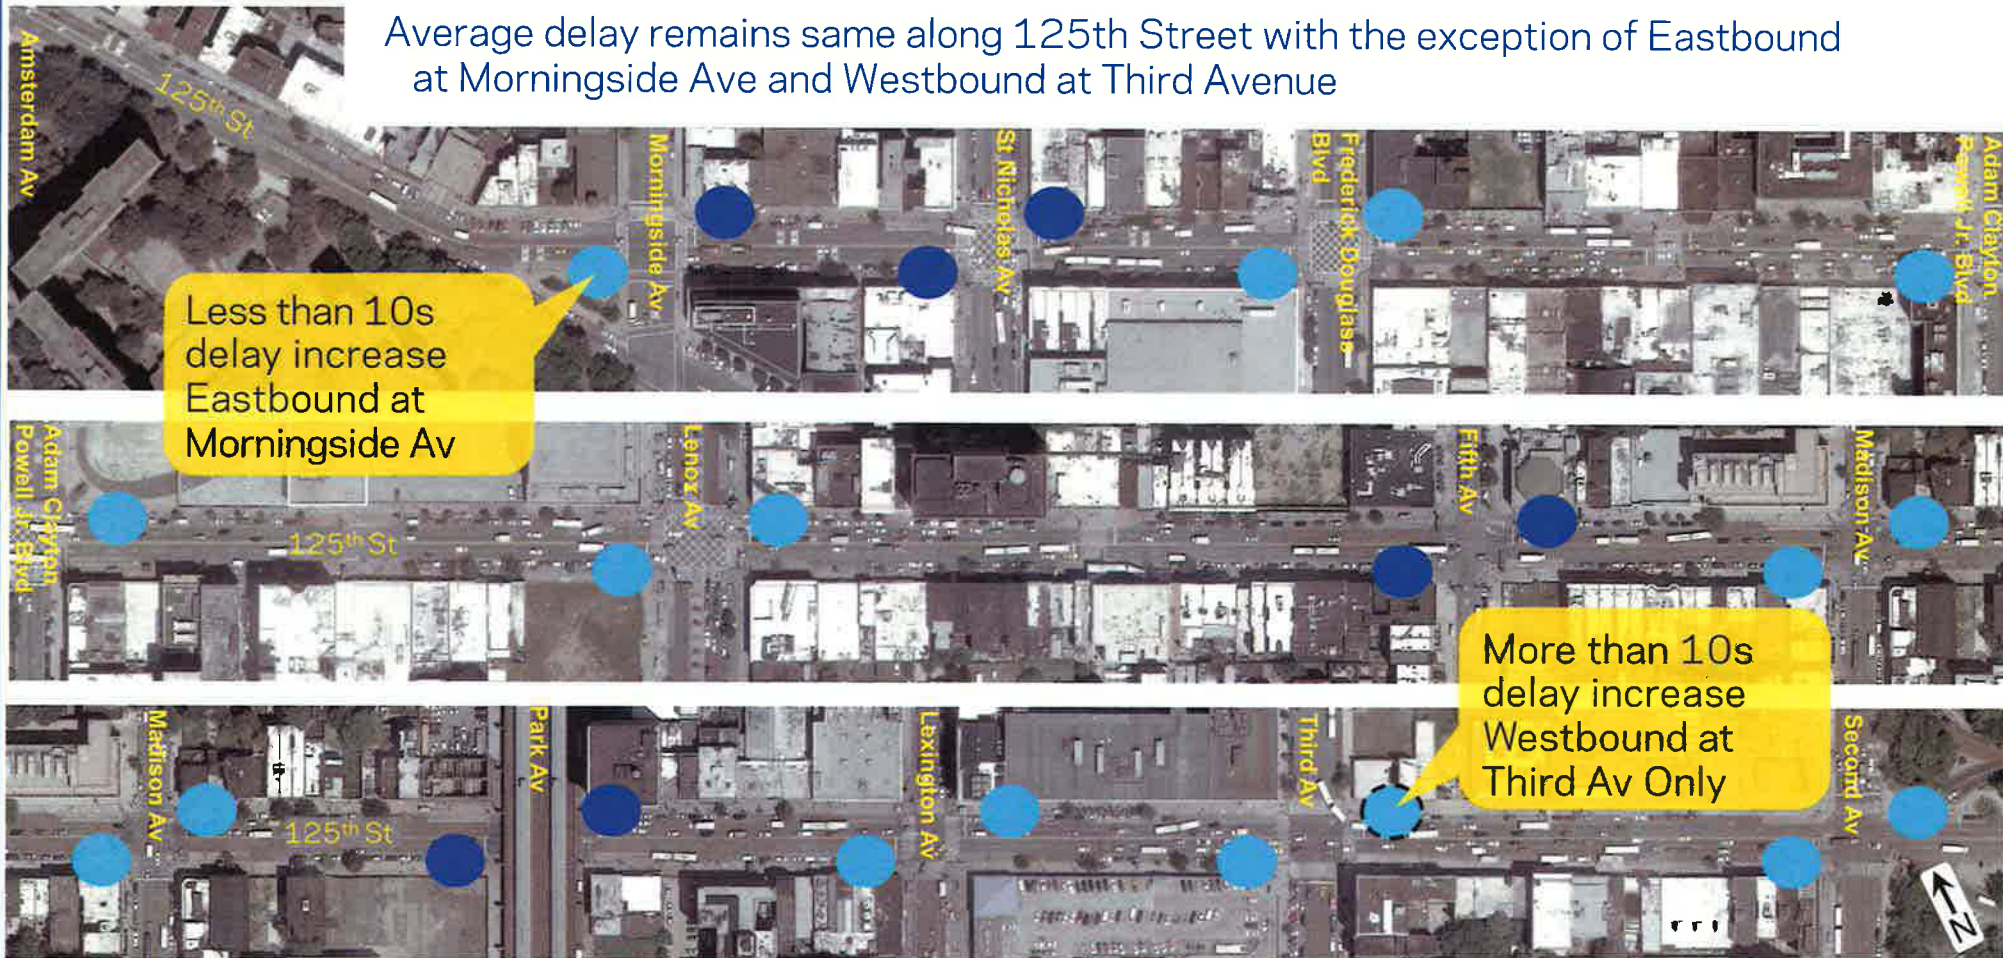 Average delay remains same along 125th Street with the exception of Eastbound
at Morningside Ave and Westbound at Third Avenue
Amsterdam Av
125th St
Morningside Av
St Nicholas Av
Frederick Douglass
Blvd
Adam Clayton
Powell Jr. Blvd
Less than 10s
delay increase
Eastbound at
Morningside Av
Adam Clayton
Powell Jr. Blvd
125th St
Lenox Av
Fifth Av
Madison Av
More than 10s
delay increase
Westbound at
Third Av Only
Madison Av
125th St
Park Av
Lexington Av
Third Av
Second Av
N